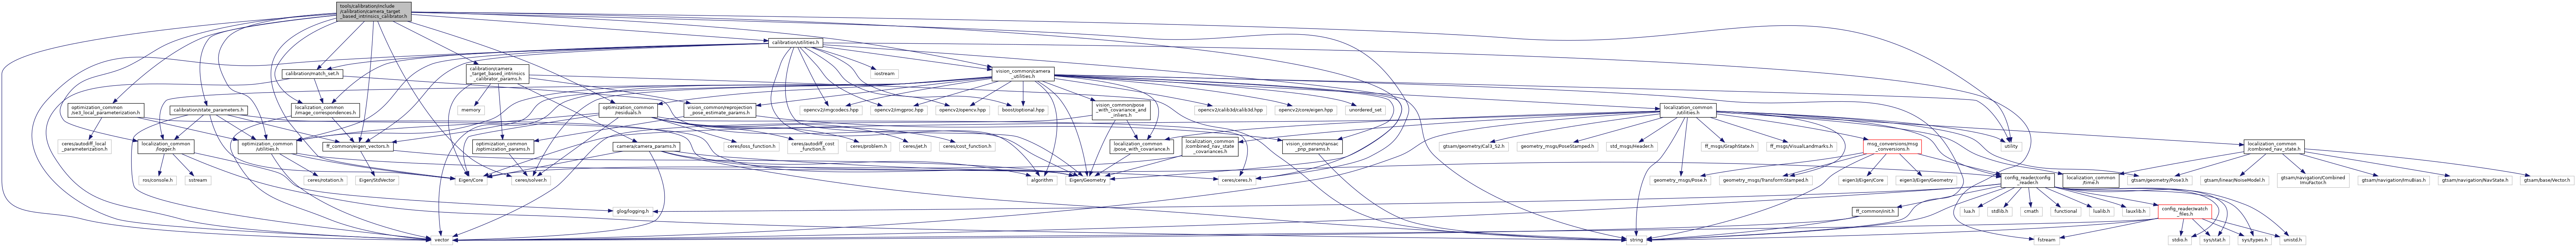 tools/calibration/include
/calibration/camera_target
_based_intrinsics_calibrator.h
calibration/utilities.h
calibration/match_set.h
calibration/camera
_target_based_intrinsics
_calibrator_params.h
iostream
vision_common/camera
_utilities.h
optimization_common
/se3_local_parameterization.h
calibration/state_parameters.h
localization_common
/image_correspondences.h
memory
optimization_common
/residuals.h
vision_common/reprojection
_pose_estimate_params.h
opencv2/imgcodecs.hpp
opencv2/imgproc.hpp
opencv2/opencv.hpp
boost/optional.hpp
vision_common/pose
_with_covariance_and
_inliers.h
opencv2/calib3d/calib3d.hpp
opencv2/core/eigen.hpp
unordered_set
localization_common
/utilities.h
ceres/autodiff_local
_parameterization.h
localization_common
/logger.h
optimization_common
/utilities.h
ff_common/eigen_vectors.h
optimization_common
/optimization_params.h
camera/camera_params.h
ceres/loss_function.h
ceres/autodiff_cost
_function.h
ceres/problem.h
ceres/jet.h
ceres/cost_function.h
localization_common
/pose_with_covariance.h
localization_common
/combined_nav_state
_covariances.h
vision_common/ransac
_pnp_params.h
gtsam/geometry/Cal3_S2.h
geometry_msgs/PoseStamped.h
std_msgs/Header.h
ff_msgs/GraphState.h
ff_msgs/VisualLandmarks.h
msg_conversions/msg
_conversions.h
utility
localization_common
/combined_nav_state.h
ros/console.h
ostream
ceres/rotation.h
Eigen/StdVector
Eigen/Core
ceres/solver.h
algorithm
Eigen/Geometry
ceres/ceres.h
geometry_msgs/Pose.h
geometry_msgs/TransformStamped.h
eigen3/Eigen/Core
eigen3/Eigen/Geometry
config_reader/config
_reader.h
localization_common
/time.h
gtsam/geometry/Pose3.h
gtsam/linear/NoiseModel.h
gtsam/navigation/Combined
ImuFactor.h
gtsam/navigation/ImuBias.h
gtsam/navigation/NavState.h
gtsam/base/Vector.h
glog/logging.h
ff_common/init.h
lua.h
stdlib.h
cmath
functional
lualib.h
lauxlib.h
config_reader/watch
_files.h
vector
string
fstream
stdio.h
sys/stat.h
sys/types.h
unistd.h